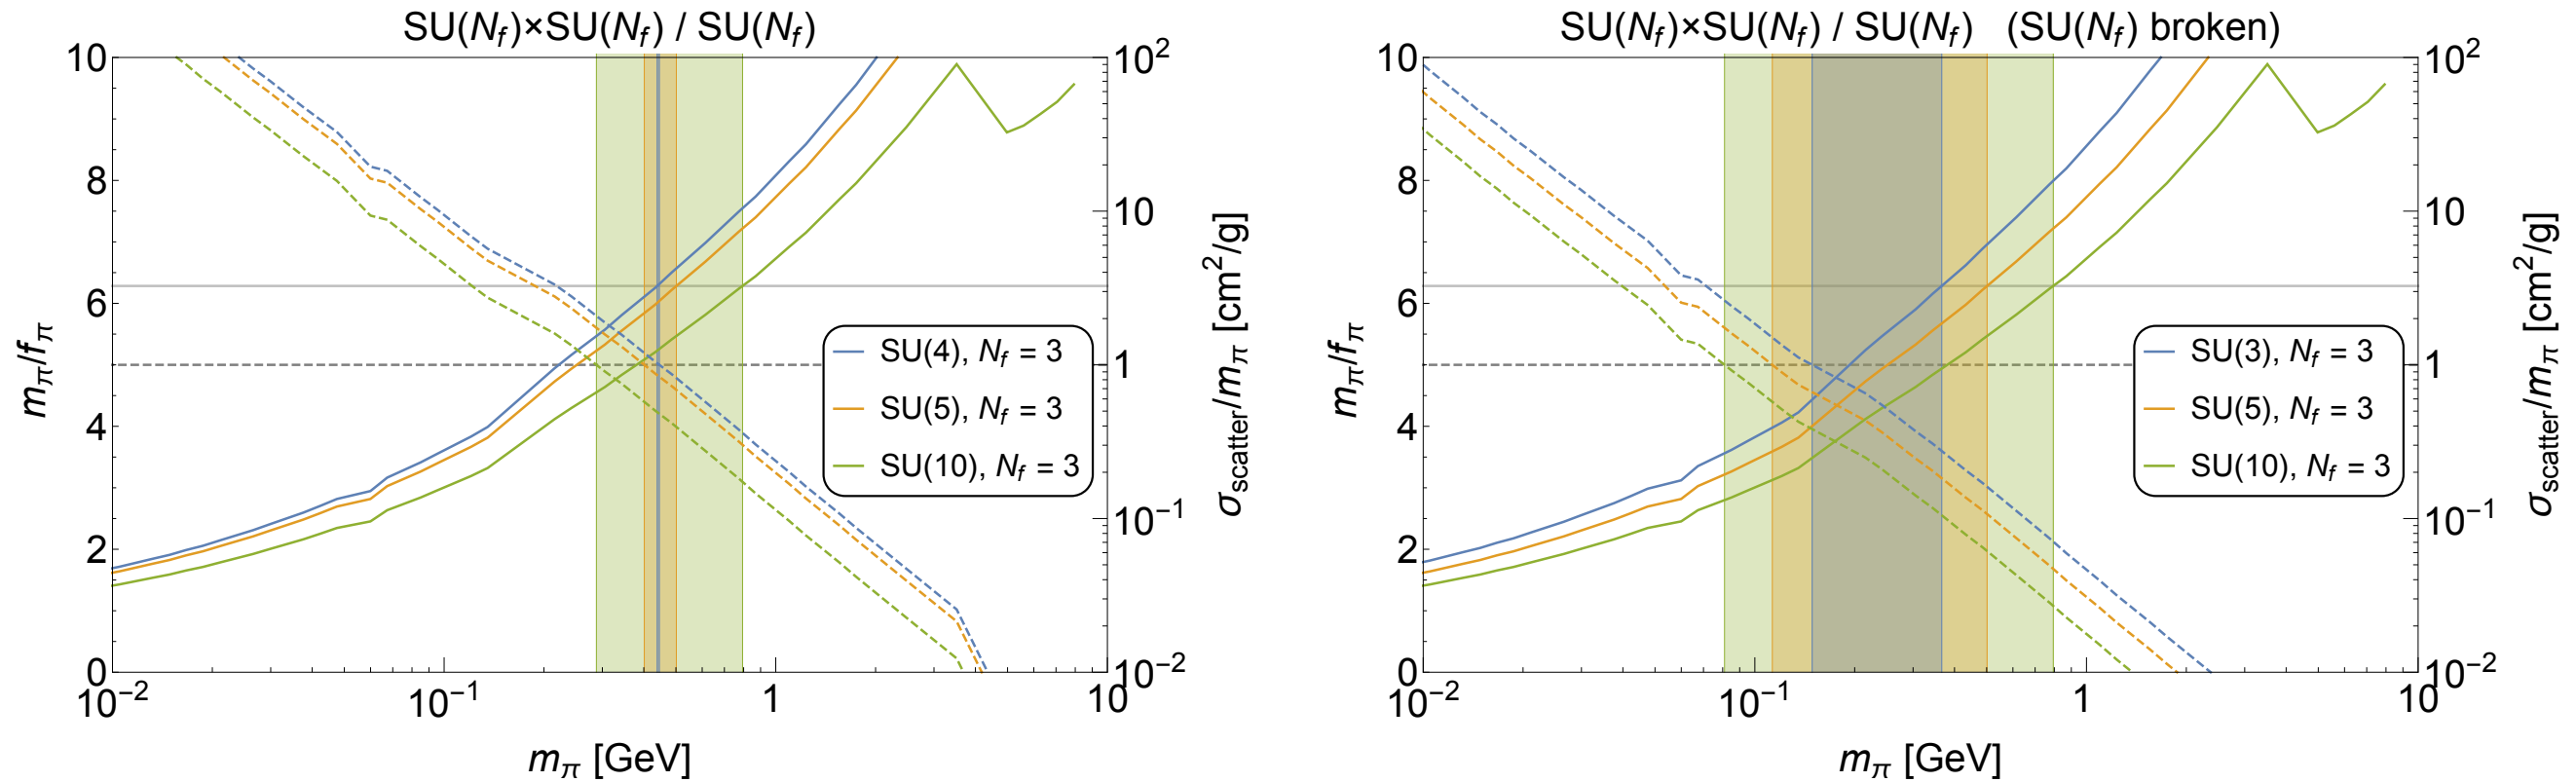 SU(N_f)×SU(N_f) / SU(N_f)
10
8
6
4
2
0
m_π/f_π
10^2
10
1
10^−1
10^−2
σ_scatter/m_π [cm^2/g]
SU(4), N_f = 3
SU(5), N_f = 3
SU(10), N_f = 3
10^−2
10^−1
1
10
m_π [GeV]
SU(N_f)×SU(N_f) / SU(N_f) (SU(N_f) broken)
10
8
6
4
2
0
m_π/f_π
10^2
10
1
10^−1
10^−2
σ_scatter/m_π [cm^2/g]
SU(3), N_f = 3
SU(5), N_f = 3
SU(10), N_f = 3
10^−2
10^−1
1
10
m_π [GeV]